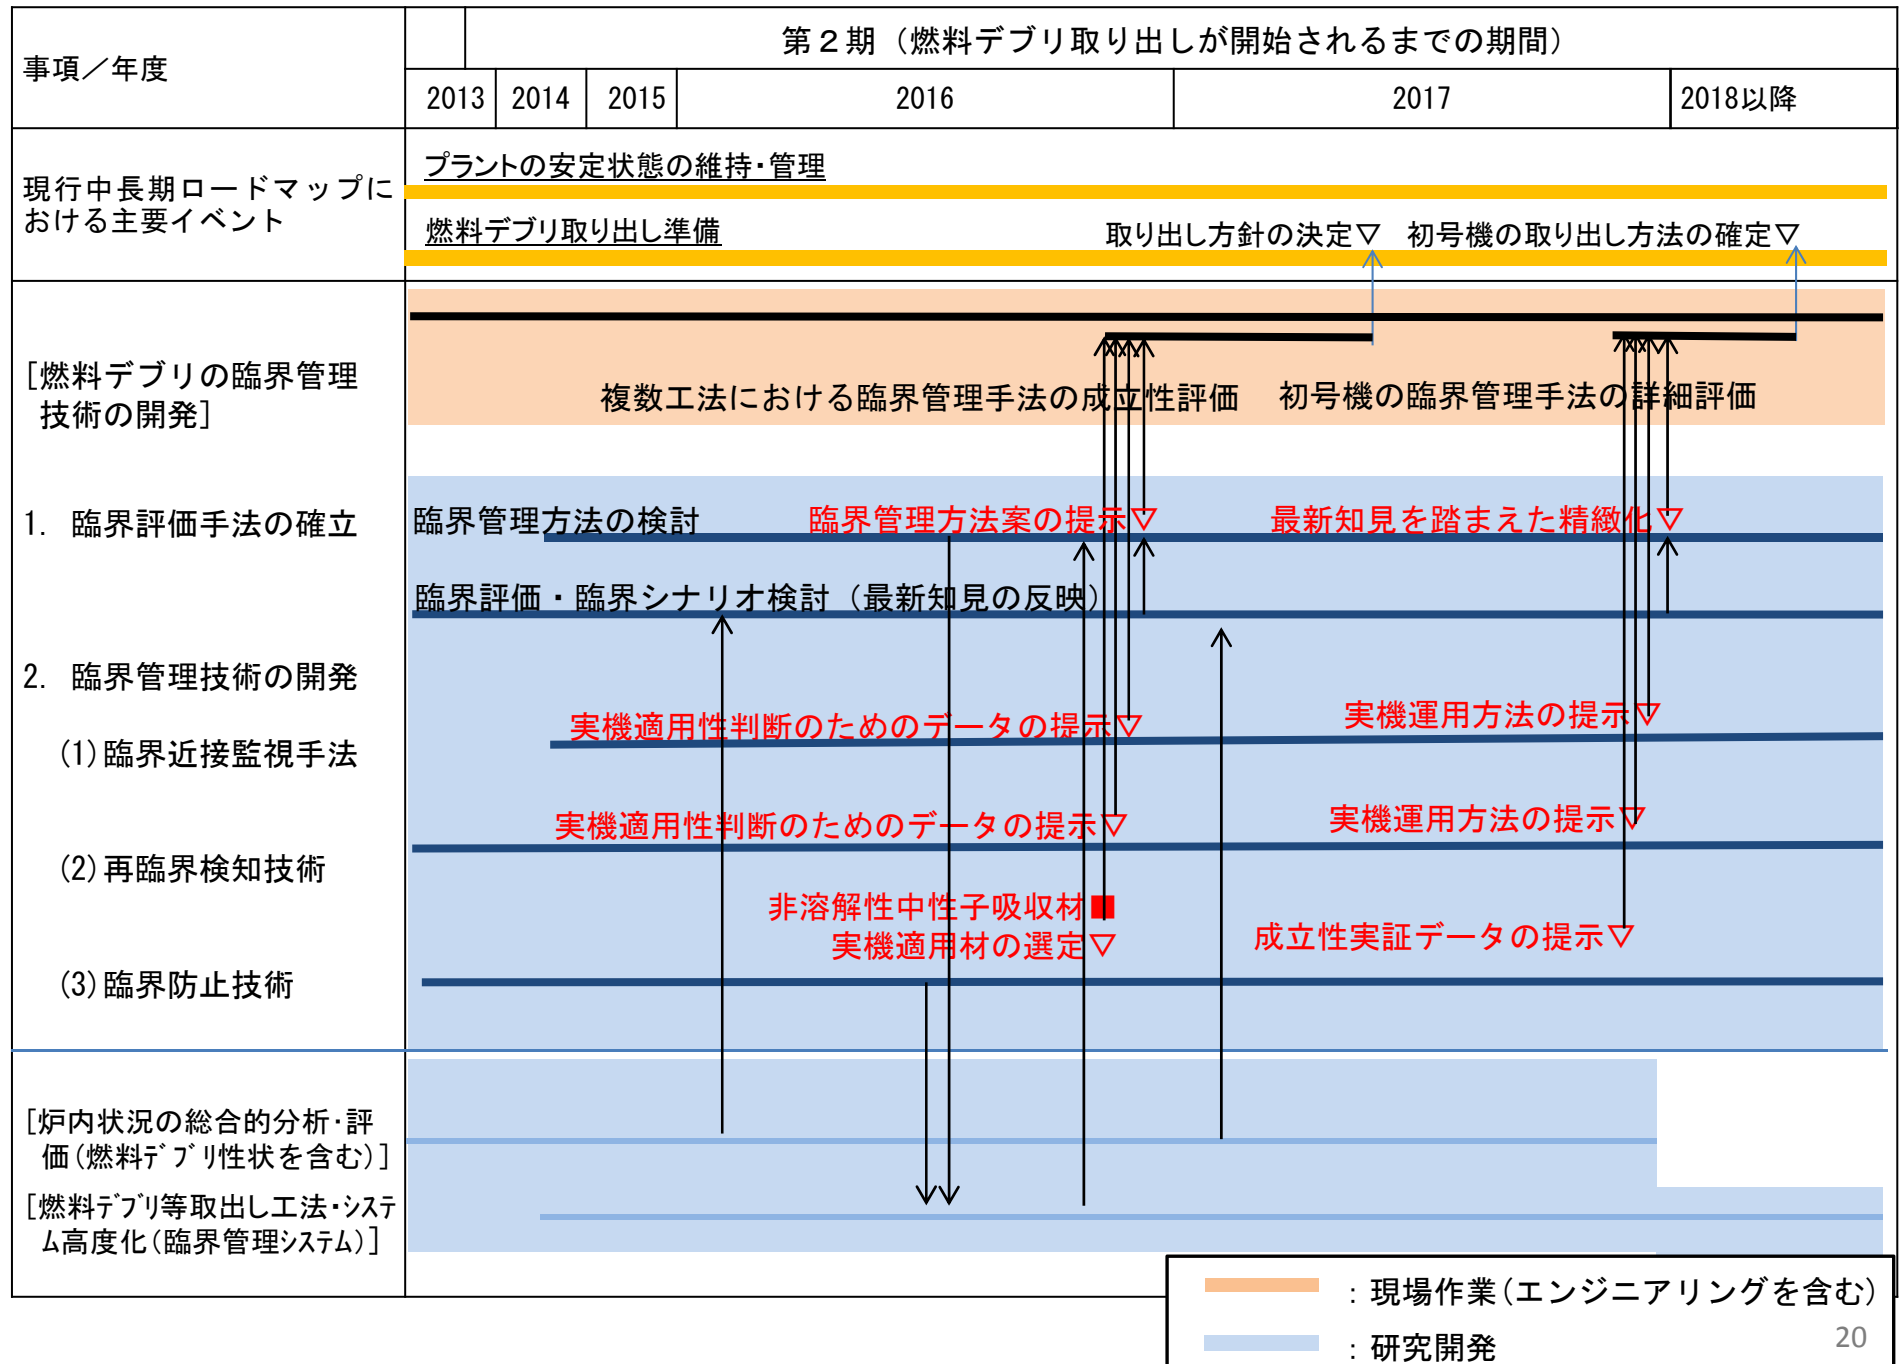 事項／年度
第２期（燃料デブリ取り出しが開始されるまでの期間）
2013
2014
2015
2016
2017
2018以降
現行中長期ロードマップに
おける主要イベント
プラントの安定状態の維持・管理
燃料デブリ取り出し準備
取り出し方針の決定▽
初号機の取り出し方法の確定▽
[燃料デブリの臨界管理
技術の開発]
複数工法における臨界管理手法の成立性評価
初号機の臨界管理手法の詳細評価
1. 臨界評価手法の確立
臨界管理方法の検討
臨界管理方法案の提示▽
最新知見を踏まえた精緻化▽
臨界評価・臨界シナリオ検討（最新知見の反映）
2. 臨界管理技術の開発
(1)臨界近接監視手法
実機適用性判断のためのデータの提示▽
実機運用方法の提示▽
(2)再臨界検知技術
実機適用性判断のためのデータの提示▽
実機運用方法の提示▽
(3)臨界防止技術
非溶解性中性子吸収材■
実機適用材の選定▽
成立性実証データの提示▽
[炉内状況の総合的分析・評
価(燃料ﾃﾞﾌﾞﾘ性状を含む)]
[燃料ﾃﾞﾌﾞﾘ等取出し工法・ｼｽﾃ
ﾑ高度化(臨界管理ｼｽﾃﾑ)]
：現場作業(エンジニアリングを含む)
：研究開発
20